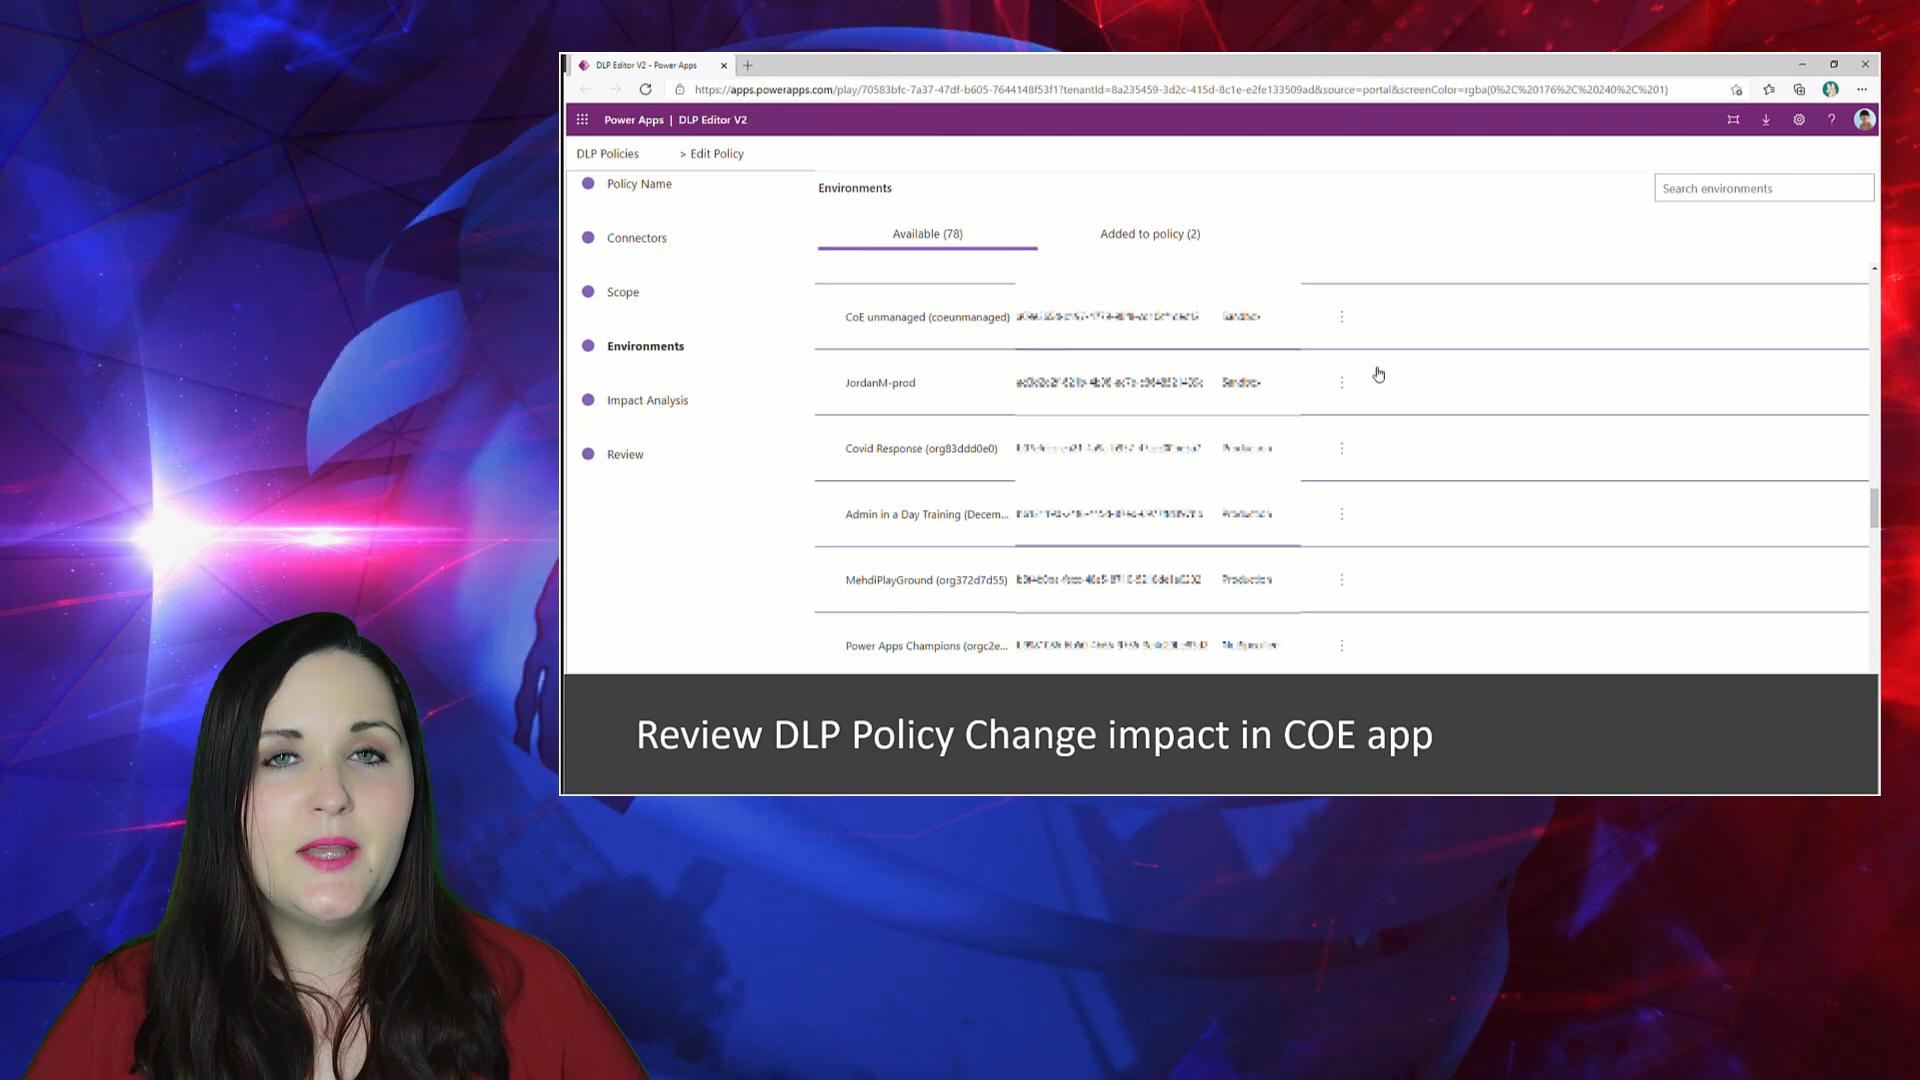 DLP Editor V2 - Power Apps
https://apps.powerapps.com/play/70583bfc-7a37-47df-b605-7644148f53f1?tenantId=8a235459-3d2c-415d-8c1e-e2fe133509ad&source=portal&screenColor=rgba(0%2C%20176%2C%20240%2C%201)
Power Apps | DLP Editor V2
DLP Policies > Edit Policy
Policy Name
Connectors
Scope
Environments
Impact Analysis
Review
Environments
Search environments
Available (78)
Added to policy (2)
CoE unmanaged (coeunmanaged)
JordanM-prod
Covid Response (org83ddd0e0)
Admin in a Day Training (Decem...
MehdiPlayGround (org372d7d55)
Power Apps Champions (orgc2e...
Review DLP Policy Change impact in COE app